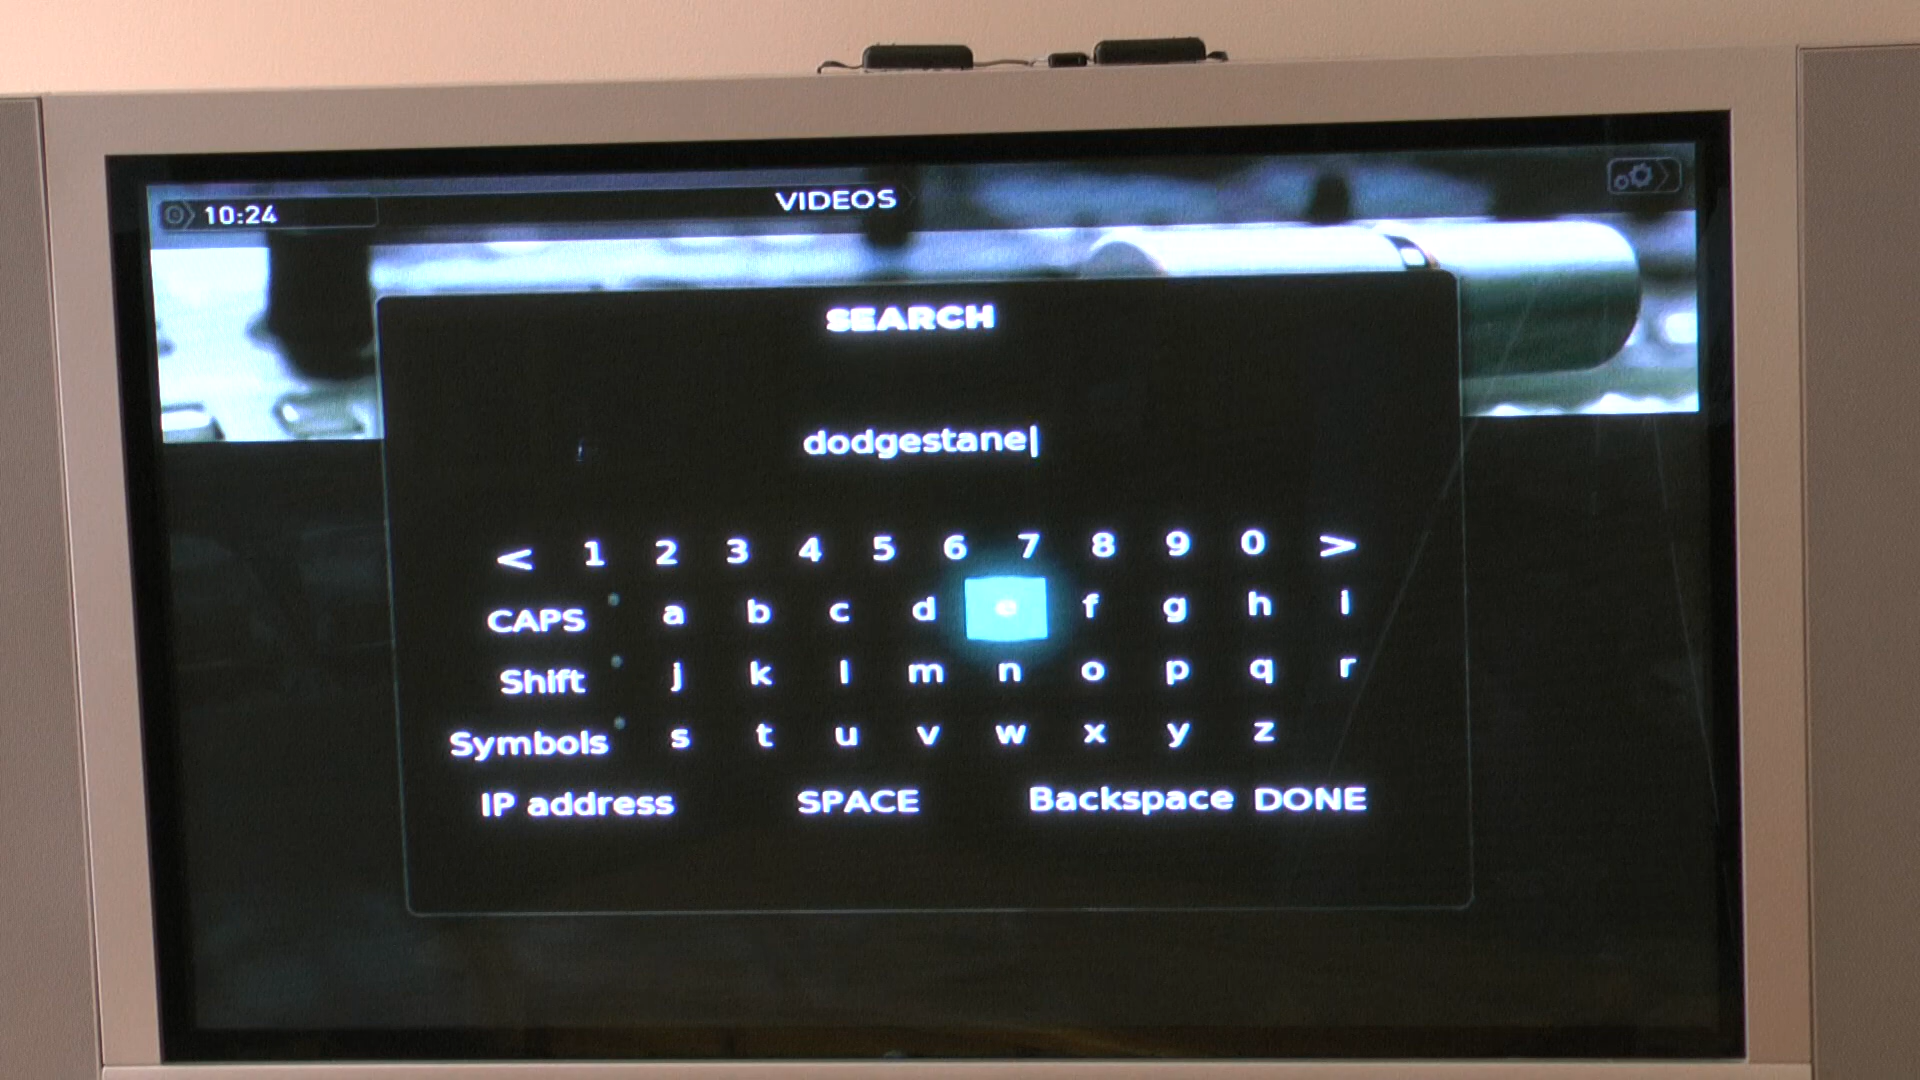 10:24
VIDEOS
SEARCH
dodgestane
< 1 2 3 4 5 6 7 8 9 0 >
CAPS a b c d e f g h i
Shift j k l m n o p q r
Symbols s t u v w x y z
IP address SPACE Backspace DONE